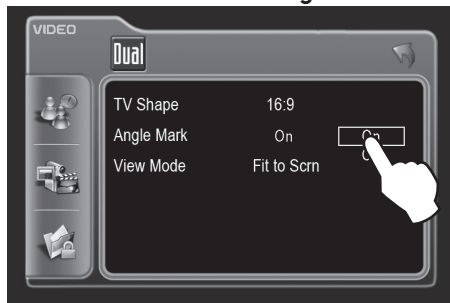 VIDEO
Dual
TV Shape 16:9
Angle Mark On On
View Mode Fit to Scrn